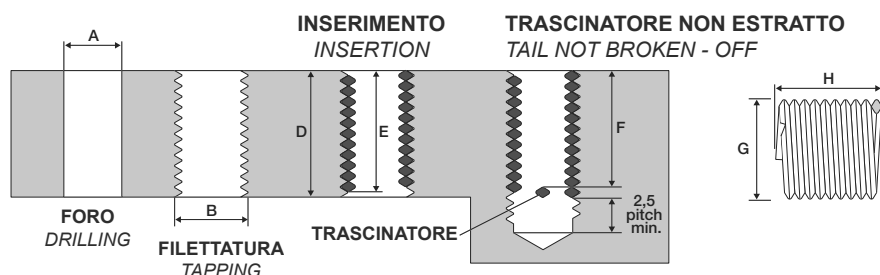 A
FORO
DRILLING
B
FILETTATURA
TAPPING
INSERIMENTO
INSERTION
D
E
TRASCINATORE
TRASCINATORE NON ESTRATTO
TAIL NOT BROKEN - OFF
F
2,5
pitch
min.
H
G